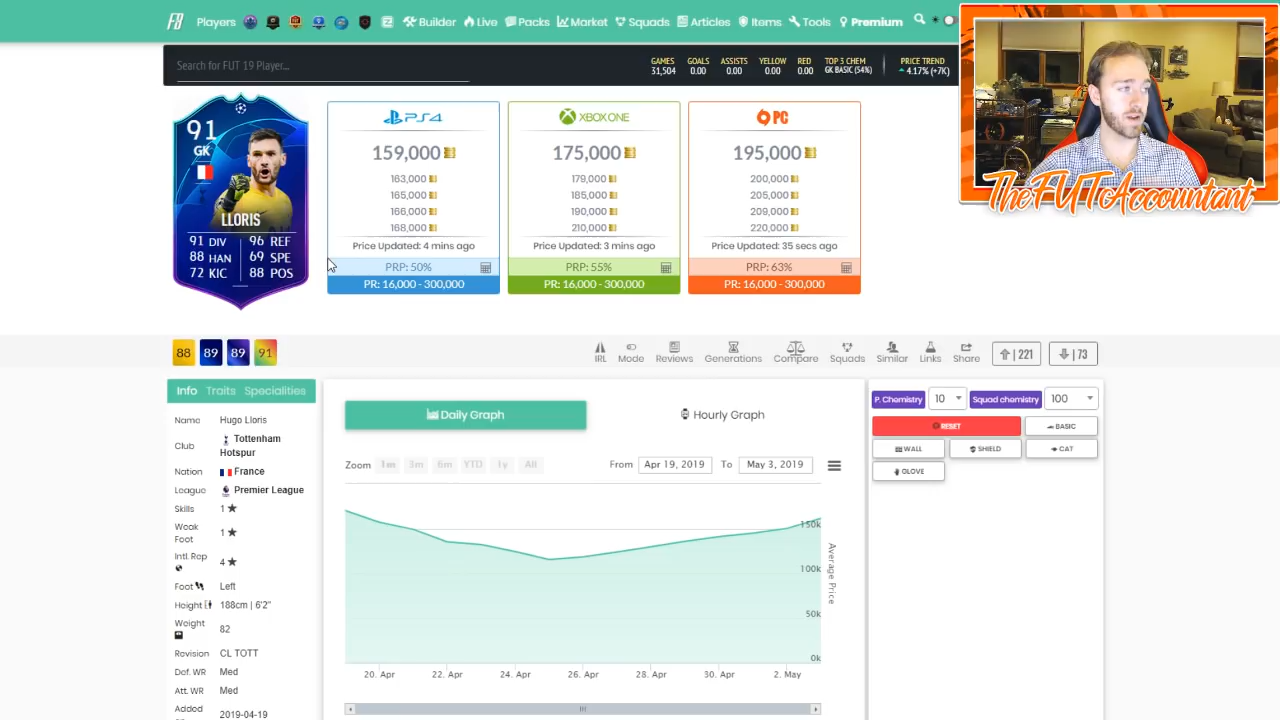 F8 Players Builder Live Packs Market Squads Articles Items Tools Premium
Search for FUT 19 Player...
GAMES GOALS ASSISTS YELLOW RED TOP 3 CHEM PRICE TREND
31,504 0.00 0.00 0.00 0.00 GK BASIC (54%) 4.17% (+7K)
TheFUTAccountant
91
GK
LLORIS
91 DIV 96 REF
88 HAN 69 SPE
72 KIC 88 POS
PS4
159,000
163,000
165,000
166,000
168,000
Price Updated: 4 mins ago
PRP: 50%
PR: 16,000 - 300,000
XBOX ONE
175,000
179,000
185,000
190,000
210,000
Price Updated: 3 mins ago
PRP: 55%
PR: 16,000 - 300,000
PC
195,000
200,000
205,000
209,000
220,000
Price Updated: 35 secs ago
PRP: 63%
PR: 16,000 - 300,000
88 89 89 91
IRL Mode Reviews Generations Compare Squads Similar Links Share
221 73
Info Traits Specialities
Name Hugo Lloris
Club Tottenham
Hotspur
Nation France
League Premier League
Skills 1
Weak
Foot 1
Intl. Rep 4
Foot Left
Height 188cm | 6'2"
Weight 82
Revision CL TOTT
Def. WR Med
Att. WR Med
Added 2019-04-19
Daily Graph Hourly Graph
Zoom 1m 3m 6m YTD 1y All From Apr 19, 2019 To May 3, 2019
150k
100k
50k
0k
Average Price
20. Apr 22. Apr 24. Apr 26. Apr 28. Apr 30. Apr 2. May
P. Chemistry 10 Squad chemistry 100
RESET BASIC
WALL SHIELD CAT
GLOVE